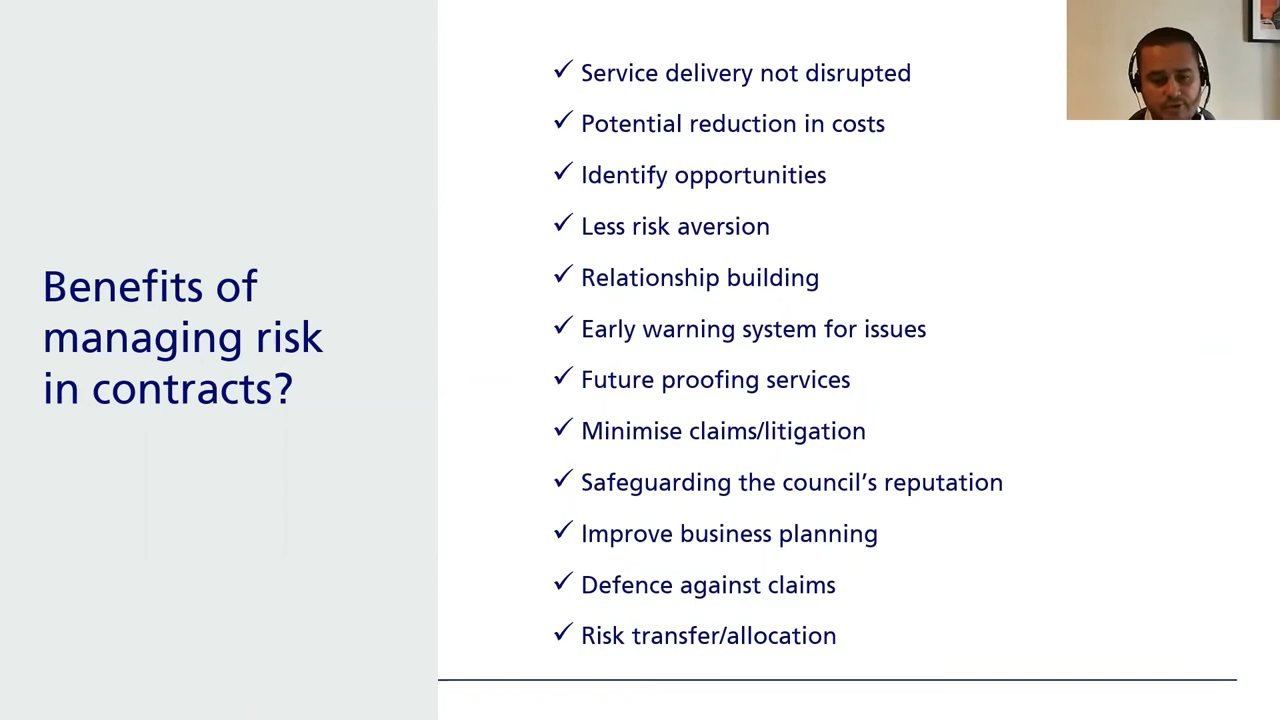 Benefits of
managing risk
in contracts?
✓ Service delivery not disrupted
✓ Potential reduction in costs
✓ Identify opportunities
✓ Less risk aversion
✓ Relationship building
✓ Early warning system for issues
✓ Future proofing services
✓ Minimise claims/litigation
✓ Safeguarding the council’s reputation
✓ Improve business planning
✓ Defence against claims
✓ Risk transfer/allocation